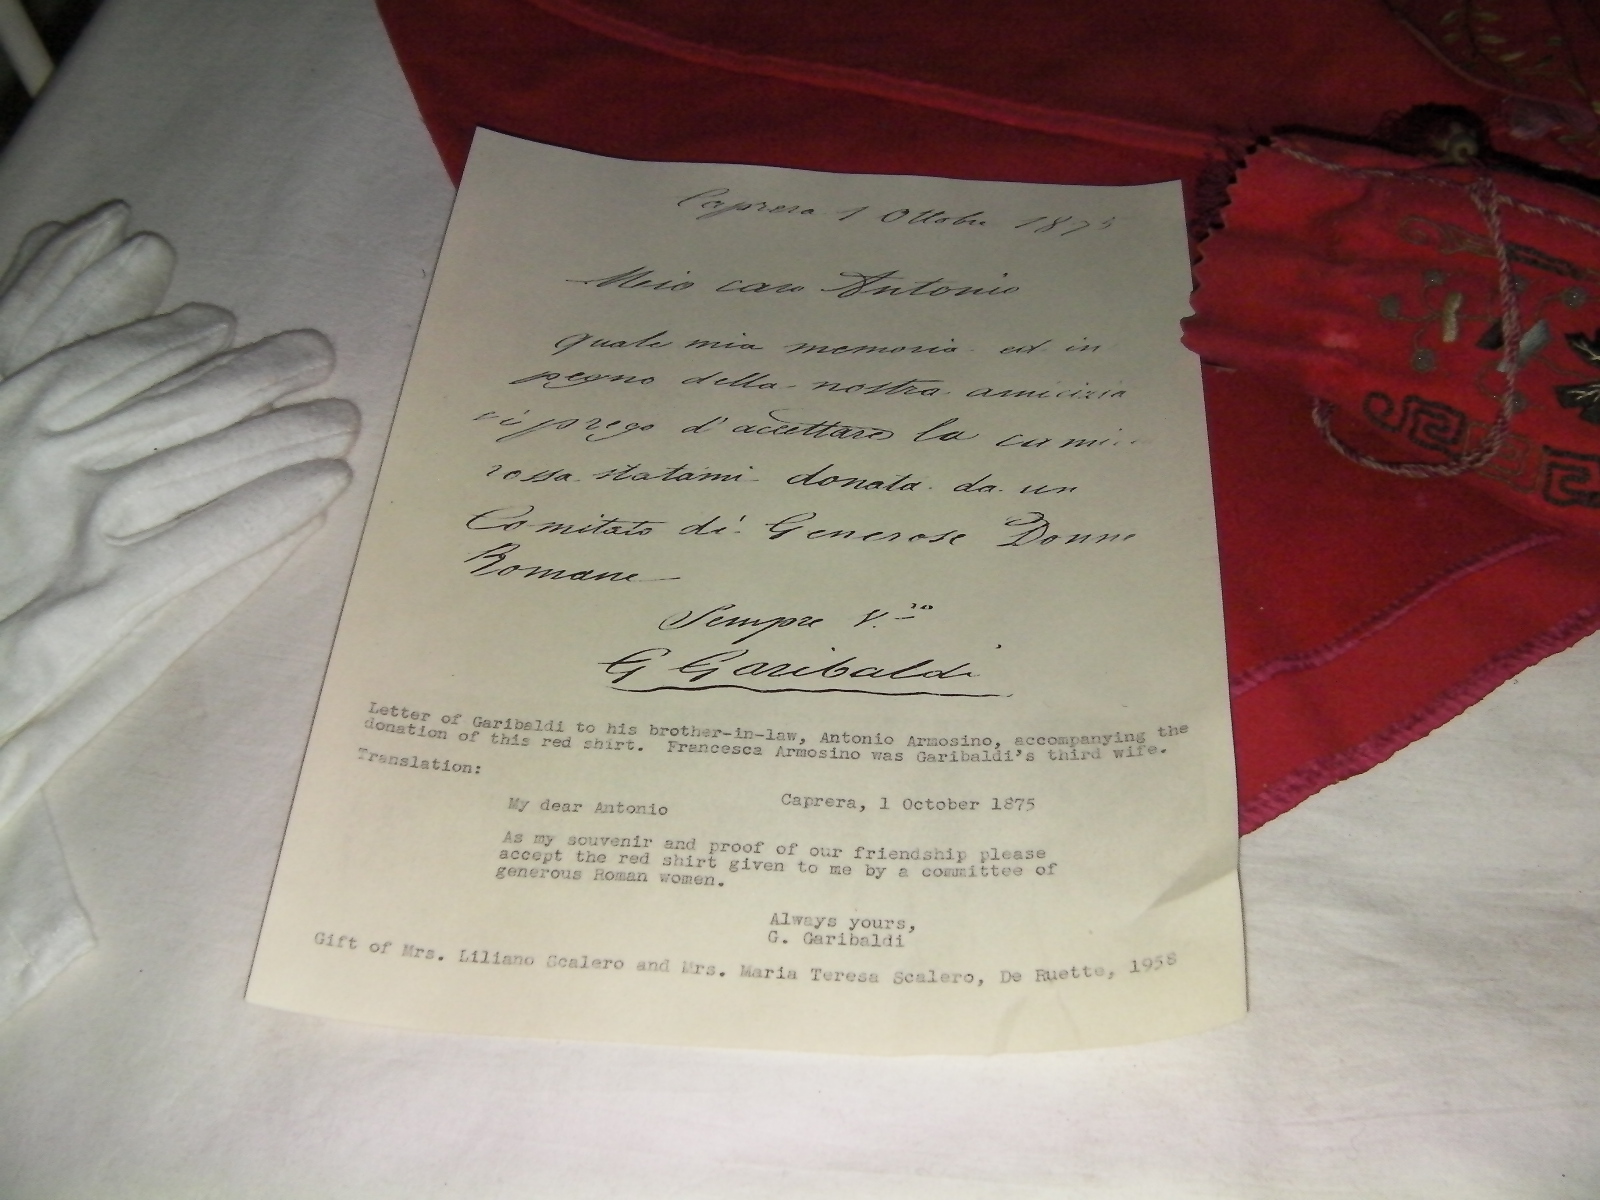 Caprera 1 Ottobre 1875
Meio caro Antonio
quale mia memoria ed in
pegno della nostra amicizia
vi prego d'accettare la cami
rossa statami donata da un
Comitato di Generose Donne
Romane
Sempre V.ro
G Garibaldi
Letter of Garibaldi to his brother-in-law, Antonio Armosino, accompanying the
donation of this red shirt. Francesca Armosino was Garibaldi's third wife.
Translation:
Caprera, 1 October 1875
My dear Antonio
As my souvenir and proof of our friendship please
accept the red shirt given to me by a committee of
generous Roman women.
Always yours,
G. Garibaldi
Gift of Mrs. Liliano Scalero and Mrs. Maria Teresa Scalero, De Ruette, 1958